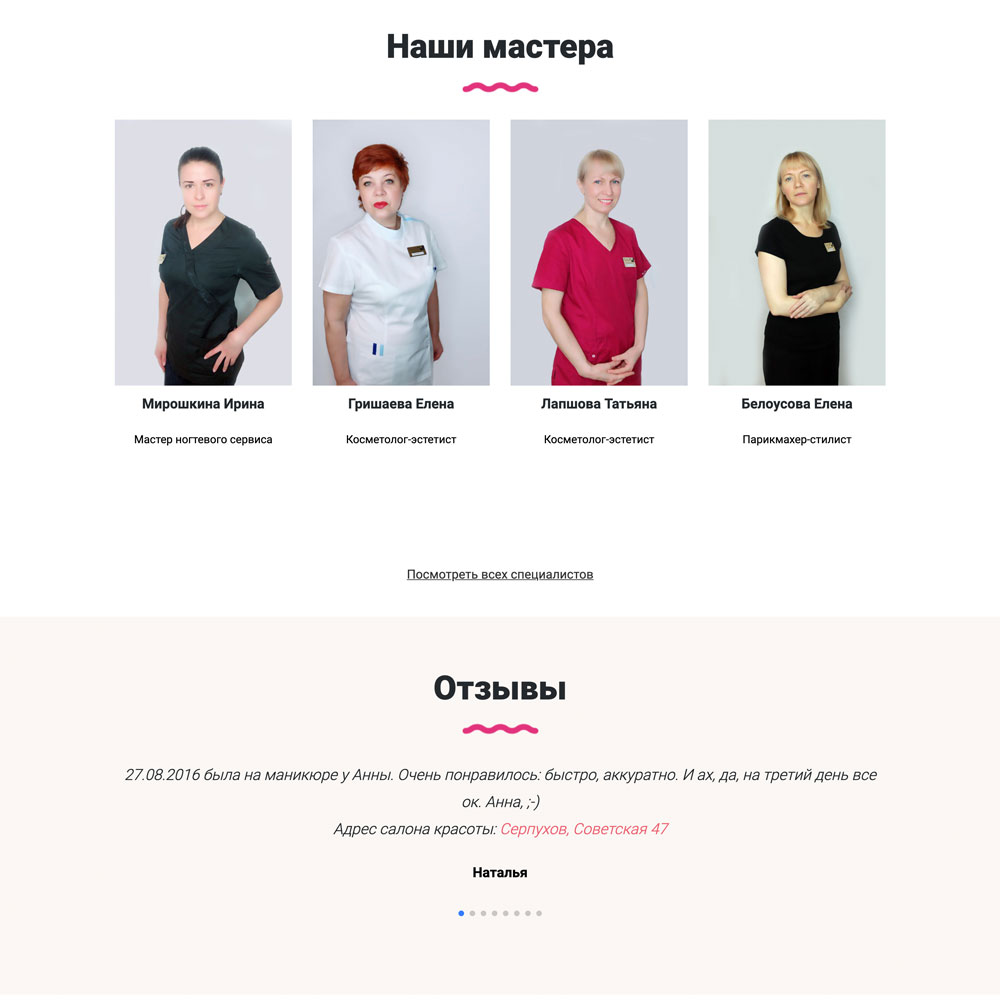 Наши мастера
Мирошкина Ирина
Гришаева Елена
Лапшова Татьяна
Белоусова Елена
Мастер ногтевого сервиса
Косметолог-эстетист
Косметолог-эстетист
Парикмахер-стилист
Посмотреть всех специалистов
Отзывы
27.08.2016 была на маникюре у Анны. Очень понравилось: быстро, аккуратно. И ах, да, на третий день все
ок. Анна, ;-)
Адрес салона красоты: Серпухов, Советская 47
Наталья